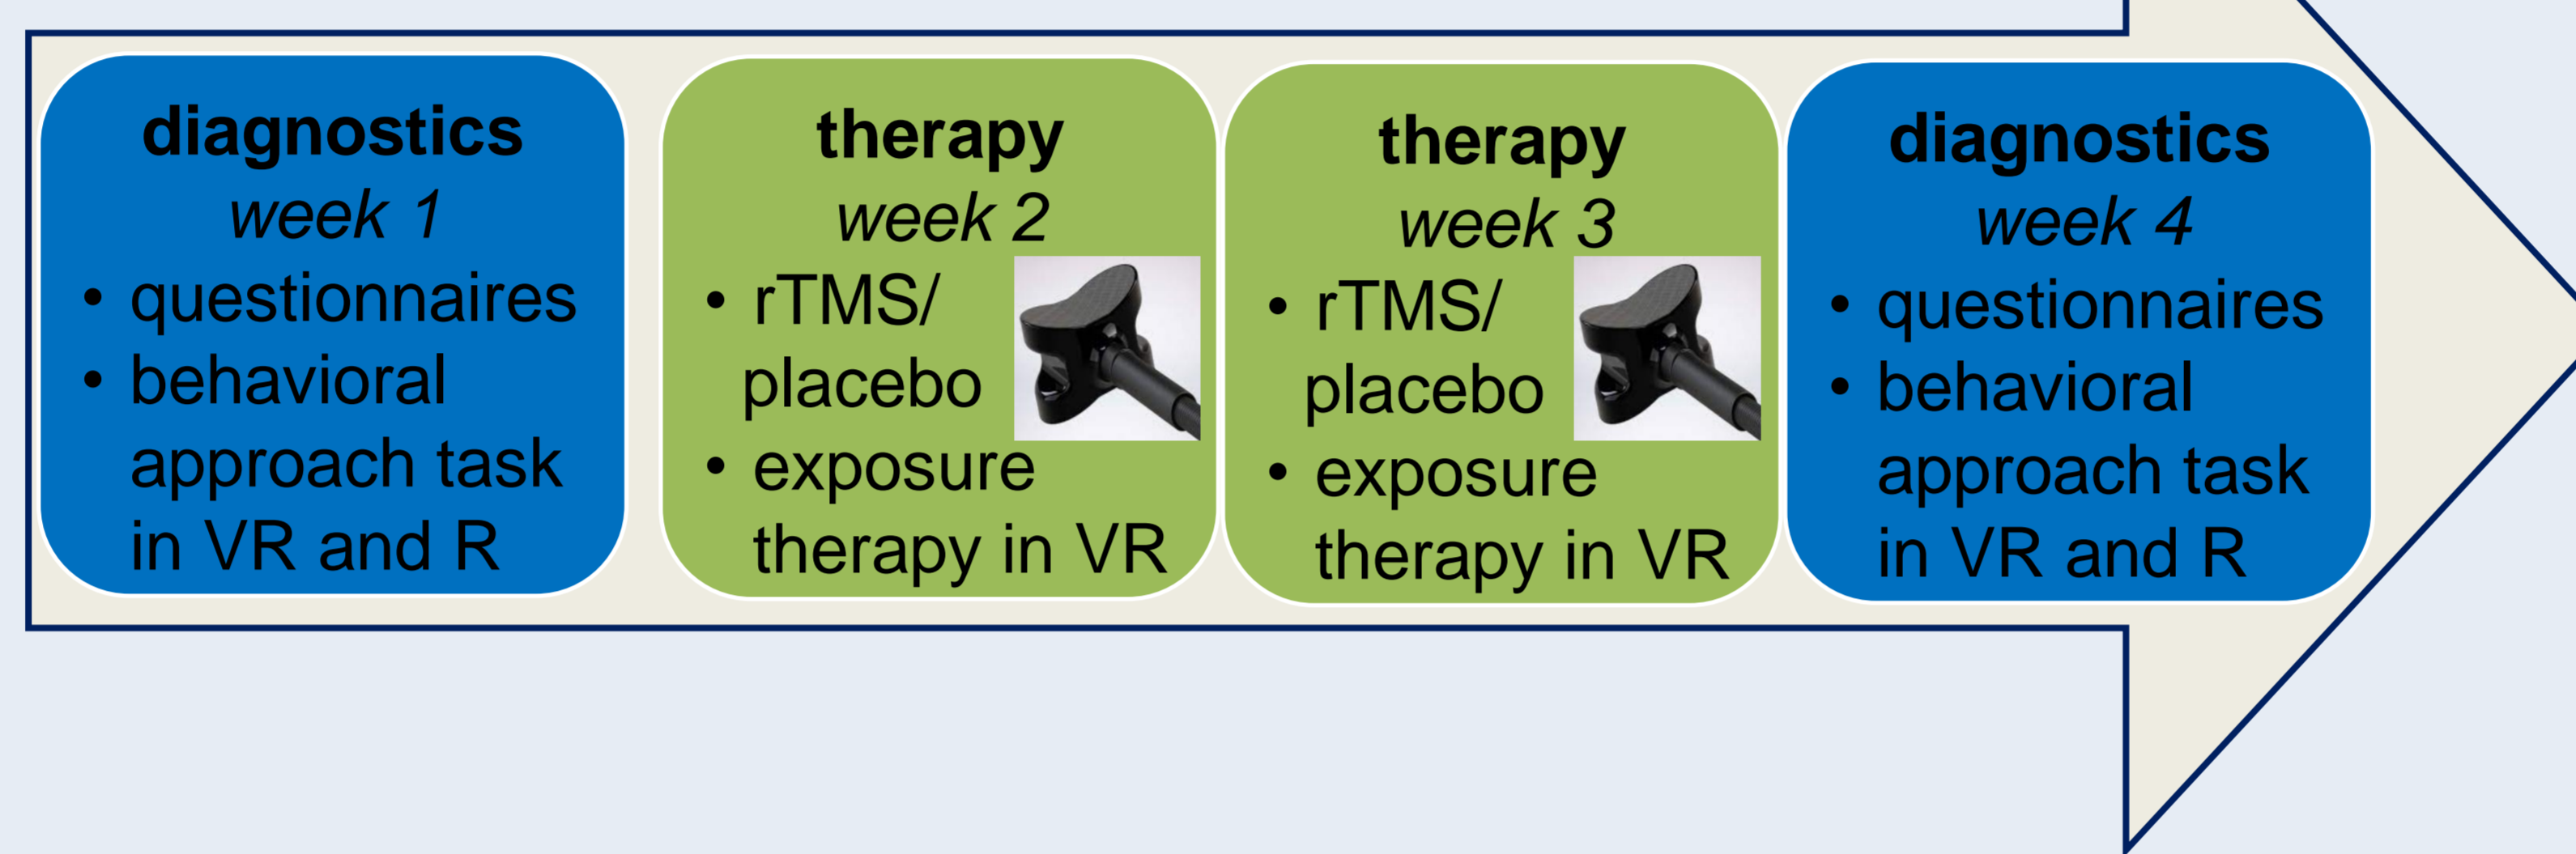 diagnostics
week 1
• questionnaires
• behavioral
approach task
in VR and R
therapy
week 2
• rTMS/
placebo
• exposure
therapy in VR
therapy
week 3
• rTMS/
placebo
• exposure
therapy in VR
diagnostics
week 4
• questionnaires
• behavioral
approach task
in VR and R